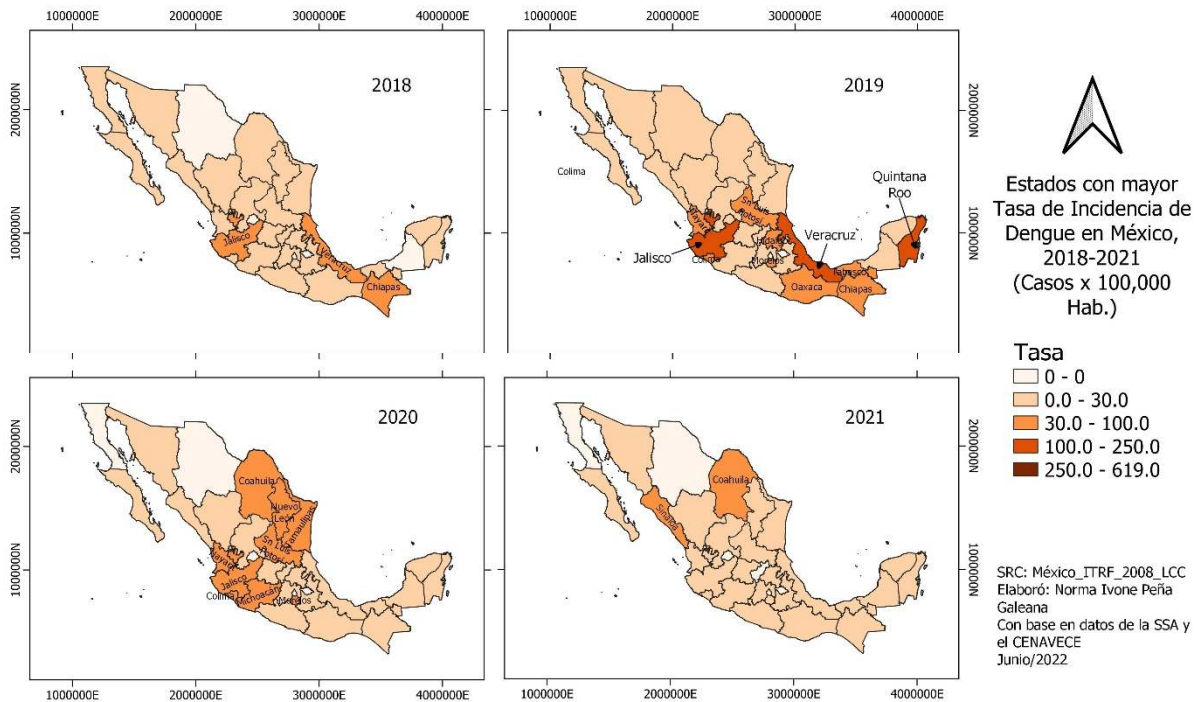 1000000E 2000000E 3000000E 4000000E
1000000E 2000000E 3000000E 4000000E
2000000N
1000000N
2018
Jalisco
Veracruz
Chiapas
2019
Colima
Quintana
Roo
Sn Luis
Potosí
Nayarit
Veracruz
Hidalgo
Jalisco
Colima
Morelos
Tabasco
Oaxaca
Chiapas
2000000N
1000000N
Estados con mayor
Tasa de Incidencia de
Dengue en México,
2018-2021
(Casos x 100,000
Hab.)
Tasa
0 - 0
0.0 - 30.0
30.0 - 100.0
100.0 - 250.0
250.0 - 619.0
2000000N
1000000N
2020
Coahuila
Nuevo
León
Tamaulipas
Sn Luis
Potosí
Nayarit
Jalisco
Colima
Michoacán
Morelos
2021
Coahuila
Sinaloa
2000000N
1000000N
SRC: México_ITRF_2008_LCC
Elaboró: Norma Ivone Peña
Galeana
Con base en datos de la SSA y
el CENAVECE
Junio/2022
1000000E 2000000E 3000000E 4000000E
1000000E 2000000E 3000000E 4000000E